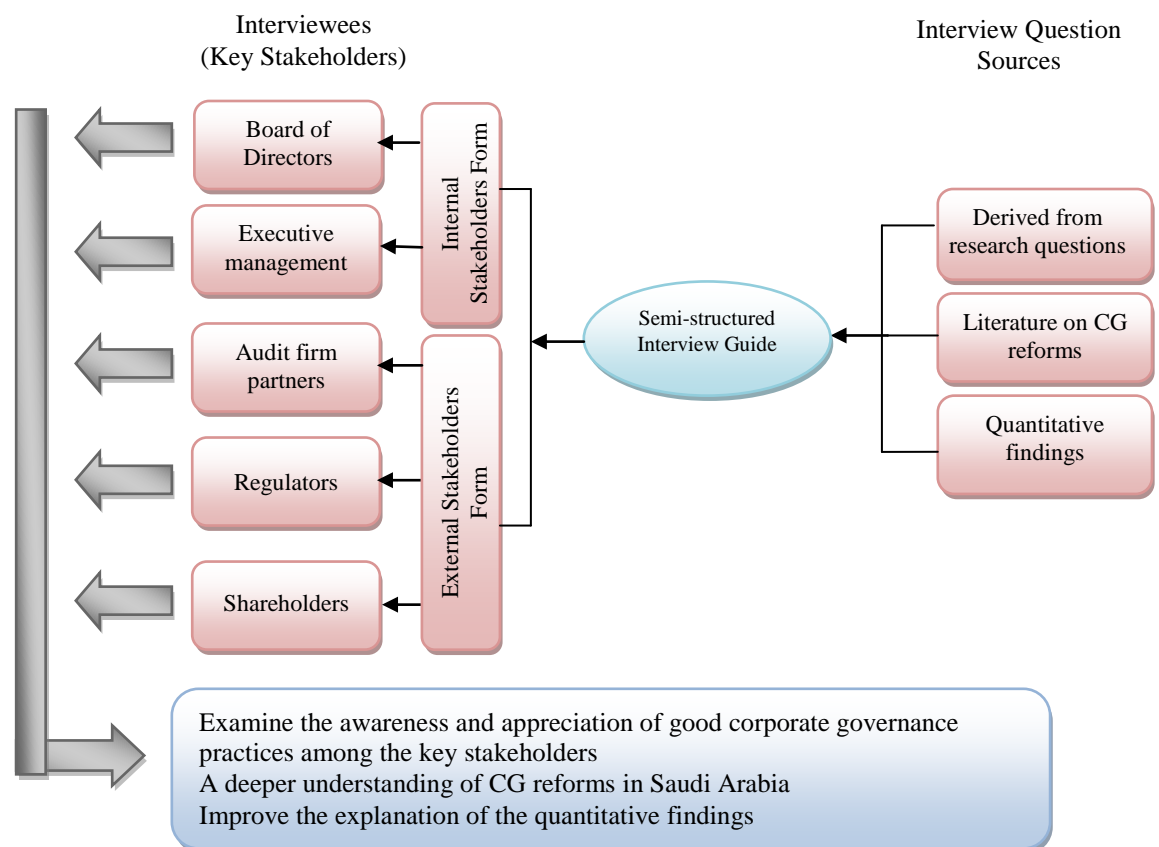 Interviewees
(Key Stakeholders)
Interview Question
Sources
Board of
Directors
Executive
management
Audit firm
partners
Regulators
Shareholders
Internal
Stakeholders Form
External Stakeholders
Form
Semi-structured
Interview Guide
Derived from
research questions
Literature on CG
reforms
Quantitative
findings
Examine the awareness and appreciation of good corporate governance
practices among the key stakeholders
A deeper understanding of CG reforms in Saudi Arabia
Improve the explanation of the quantitative findings